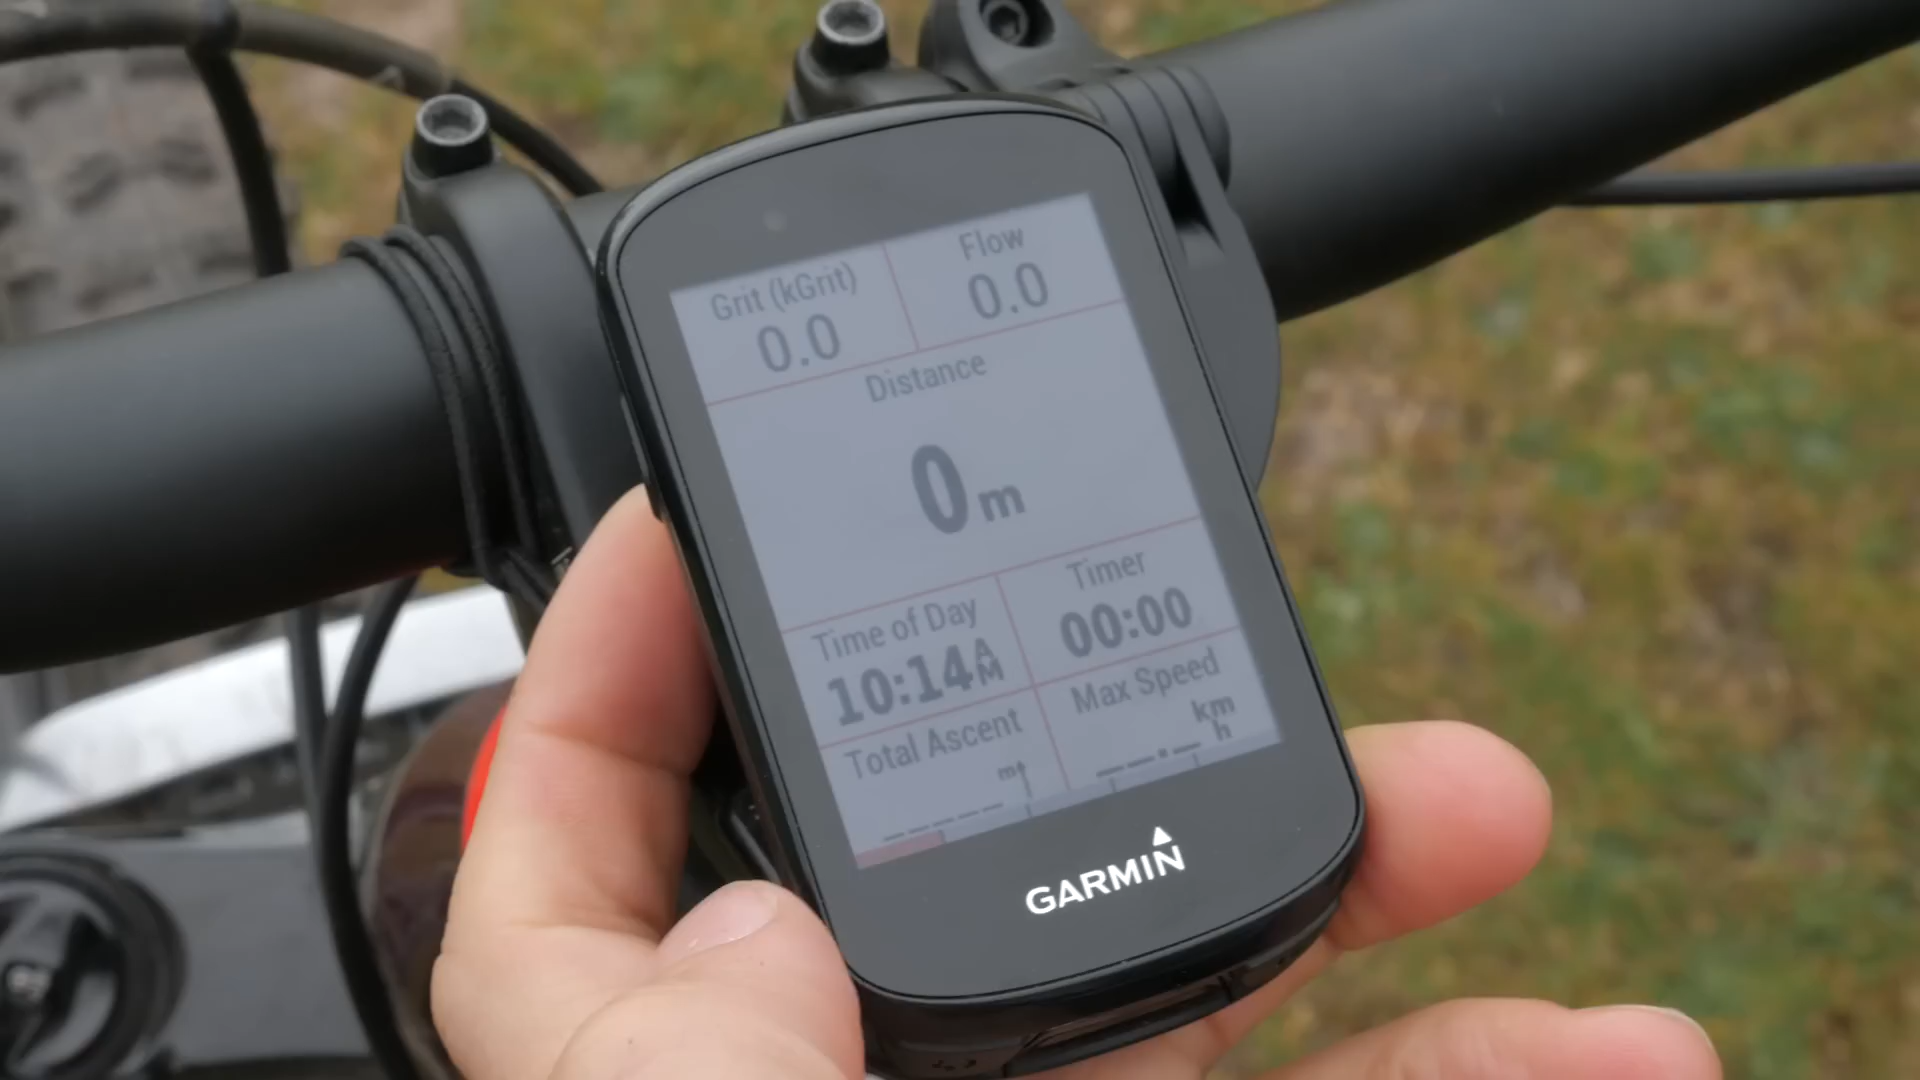 Grit (kGrit)
0.0
Flow
0.0
Distance
0 m
Time of Day
10:14 AM
Timer
00:00
Total Ascent
m
Max Speed
km
h
GARMIN